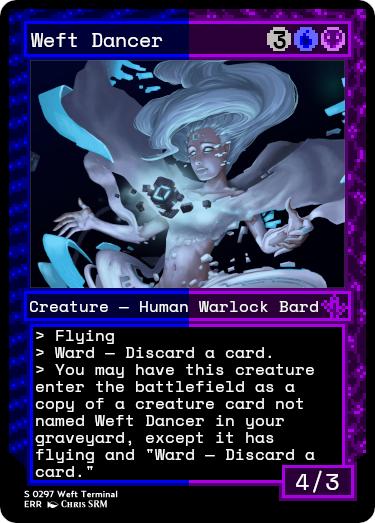 Weft Dancer 3
Creature — Human Warlock Bard
> Flying
> Ward — Discard a card.
> You may have this creature
enter the battlefield as a
copy of a creature card not
named Weft Dancer in your
graveyard, except it has
flying and "Ward — Discard a
card."
4/3
S 0297 Weft Terminal
ERR Chris SRM